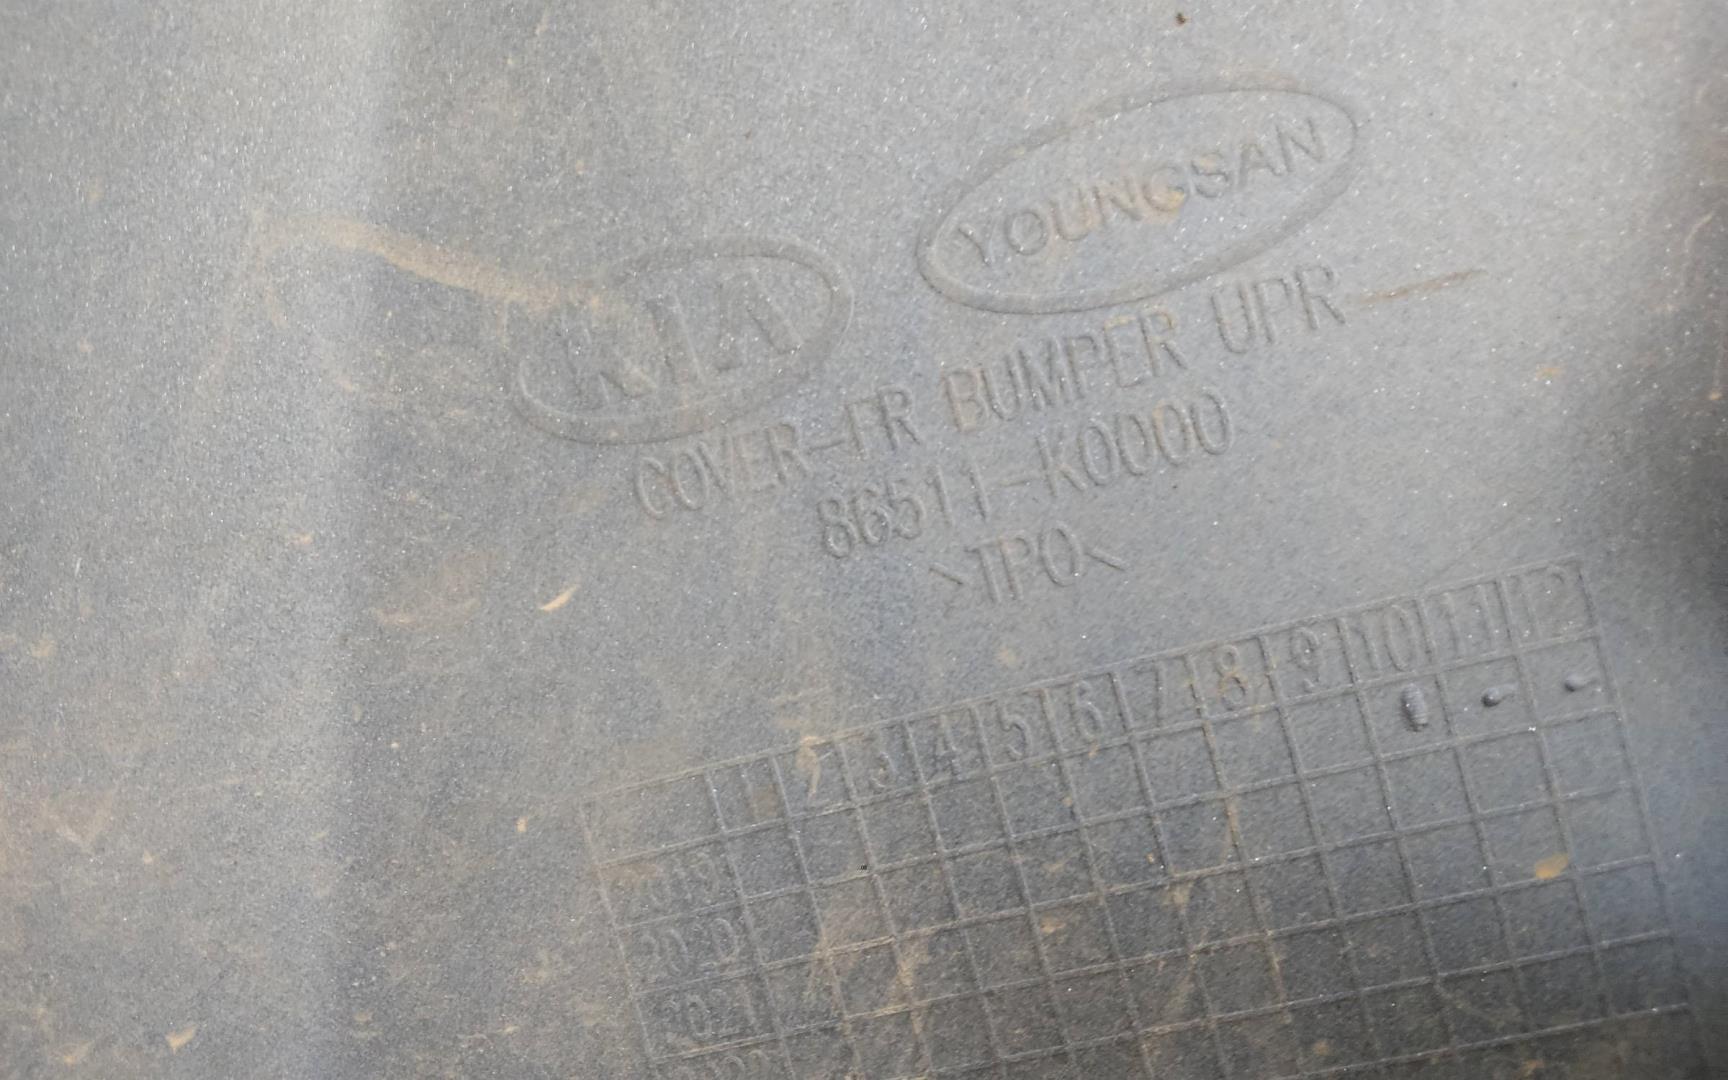 YOUNGSAN
KIA
COVER-FR BUMPER UPR
86511-K0000
>TPO<
1 2 3 4 5 6 7 8 9 10 11 12
2019
2020
2021